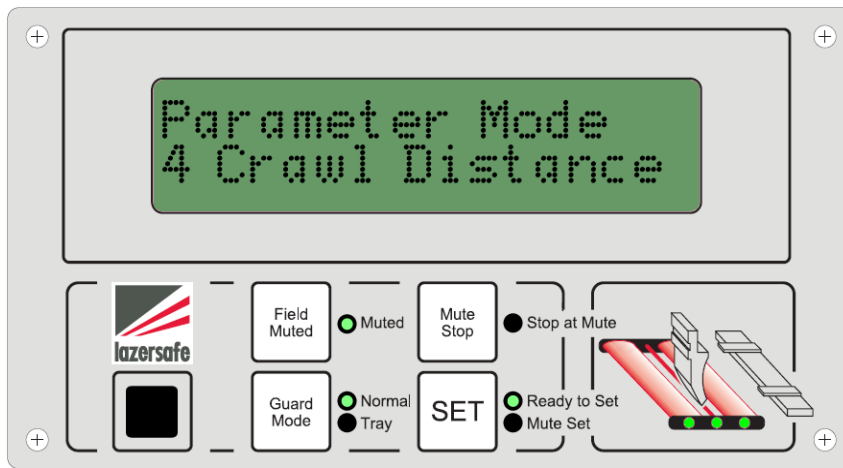 Parameter Mode
4 Crawl Distance
lazersafe
Field
Muted
Muted
Mute
Stop
Stop at Mute
Guard
Mode
Normal
Tray
SET
Ready to Set
Mute Set